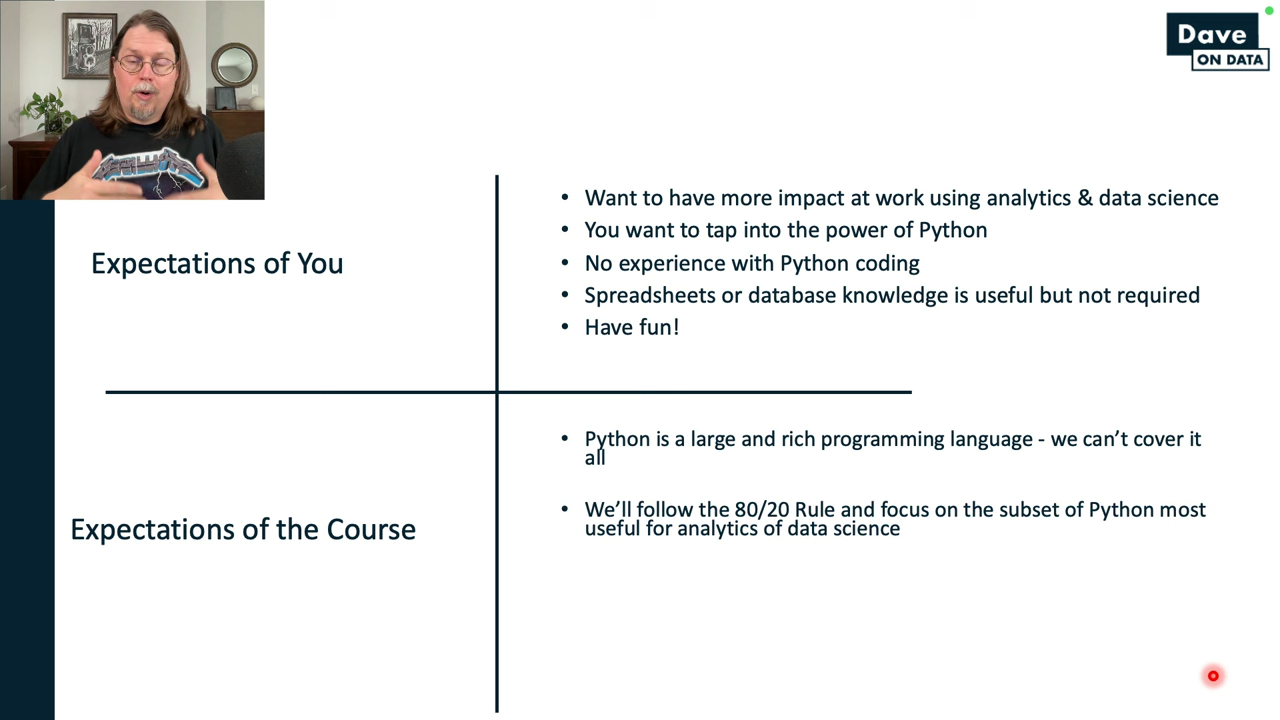 Dave
ON DATA
Expectations of You
• Want to have more impact at work using analytics & data science
• You want to tap into the power of Python
• No experience with Python coding
• Spreadsheets or database knowledge is useful but not required
• Have fun!
Expectations of the Course
• Python is a large and rich programming language - we can't cover it
all
• We'll follow the 80/20 Rule and focus on the subset of Python most
useful for analytics of data science